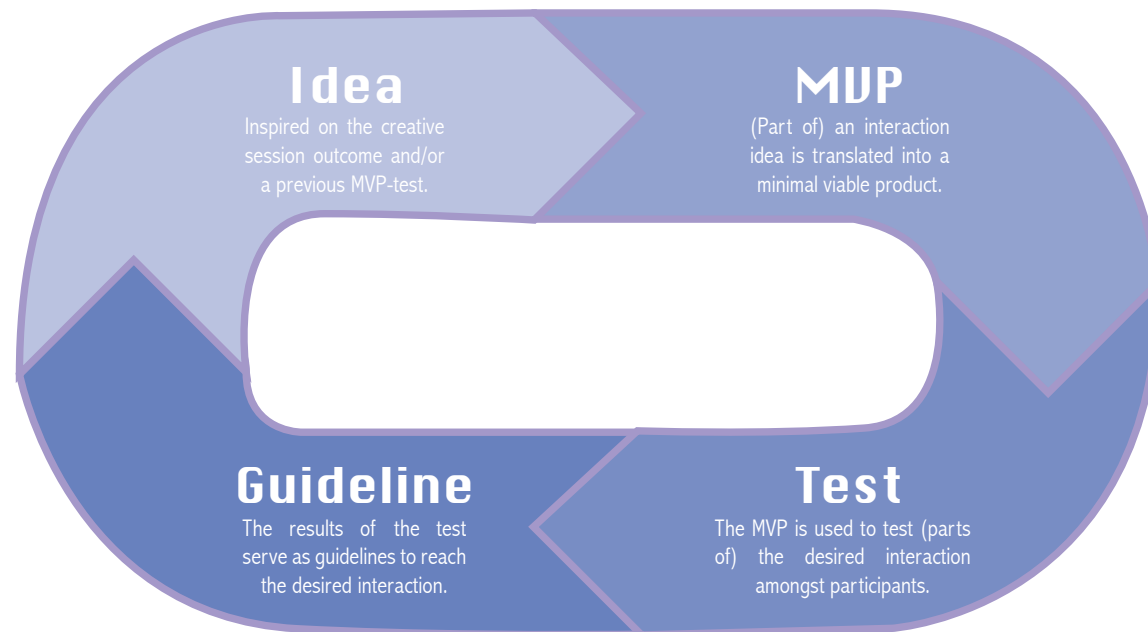 Idea
Inspired on the creative
session outcome and/or
a previous MVP-test.
MVP
(Part of) an interaction
idea is translated into a
minimal viable product.
Guideline
The results of the test
serve as guidelines to reach
the desired interaction.
Test
The MVP is used to test (parts
of) the desired interaction
amongst participants.